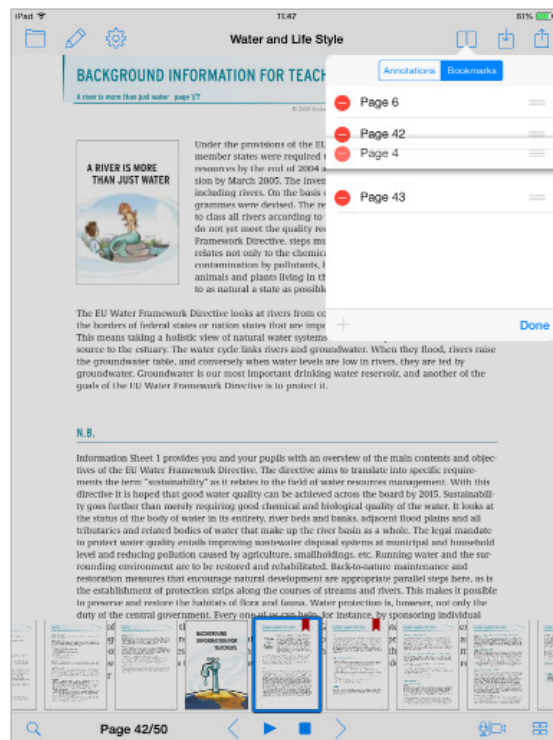 iPad
11:47
81%
Water and Life Style
BACKGROUND INFORMATION FOR TEACH
A river is more than just water page 1/7
© 2008
Annotations
Bookmarks
Page 6
Page 42
Page 4
Page 43
Done
A RIVER IS MORE
THAN JUST WATER
Under the provisions of the EU
member states were required
resources by the end of 2004 a
sion by March 2005. The inven
including rivers. On the basis
grammes were devised. The re
to class all rivers according to
do not yet meet the quality re
Framework Directive, steps mu
relates not only to the chemica
contamination by pollutants, b
animals and plants living in th
to as natural a state as possibl
The EU Water Framework Directive looks at rivers from co
the borders of federal states or nation states that are impo
This means taking a holistic view of natural water systems
source to the estuary. The water cycle links rivers and groundwater. When they flood, rivers raise
the groundwater table, and conversely when water levels are low in rivers, they are fed by
groundwater. Groundwater is our most important drinking water reservoir, and another of the
goals of the EU Water Framework Directive is to protect it.
N.B.
Information Sheet 1 provides you and your pupils with an overview of the main contents and objec-
tives of the EU Water Framework Directive. The directive aims to translate into specific require-
ments the term "sustainability" as it relates to the field of water resources management. With this
directive it is hoped that good water quality can be achieved across the board by 2015. Sustainabili-
ty goes further than merely requiring good chemical and biological quality of the water. It looks at
the status of the body of water in its entirety, river beds and banks, adjacent flood plains and all
tributaries and related bodies of water that make up the river basin as a whole. The legal mandate
to protect water quality entails improving wastewater disposal systems at municipal and household
level and reducing pollution caused by agriculture, smallholdings, etc. Running water and the sur-
rounding environment are to be restored and rehabilitated. Back-to-nature maintenance and
restoration measures that encourage natural development are appropriate parallel steps here, as is
the establishment of protection strips along the courses of streams and rivers. This makes it possible
to preserve and restore the habitats of flora and fauna. Water protection is, however, not only the
duty of the central government. Every one of us can help, for instance, by sponsoring individual
BACKGROUND
INFORMATION FOR
TEACHERS
Page 42/50